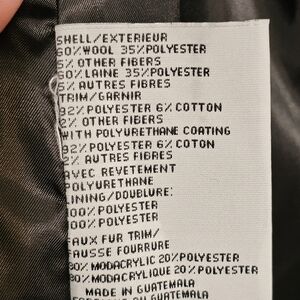 SHELL/EXTERIEUR
60%WOOL 35%POLYESTER
5% OTHER FIBERS
60%LAINE 35%POLYESTER
5% AUTRES FIBRES
TRIM/GARNIR
92% POLYESTER 6% COTTON
2% OTHER FIBERS
WITH POLYURETHANE COATING
92% POLYESTER 6% COTON
2% AUTRES FIBRES
AVEC REVETEMENT
POLYURETHANE
LINING/DOUBLURE:
100% POLYESTER
100% POLYESTER
FAUX FUR TRIM/
FAUSSE FOURRURE
80% MODACRYLIC 20%POLYESTER
80% MODACRYLIQUE 20%POLYESTER
MADE IN GUATEMALA
GUATEMALA